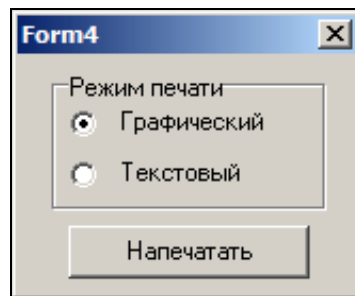 Form4
Режим печати
Графический
Текстовый
Напечатать